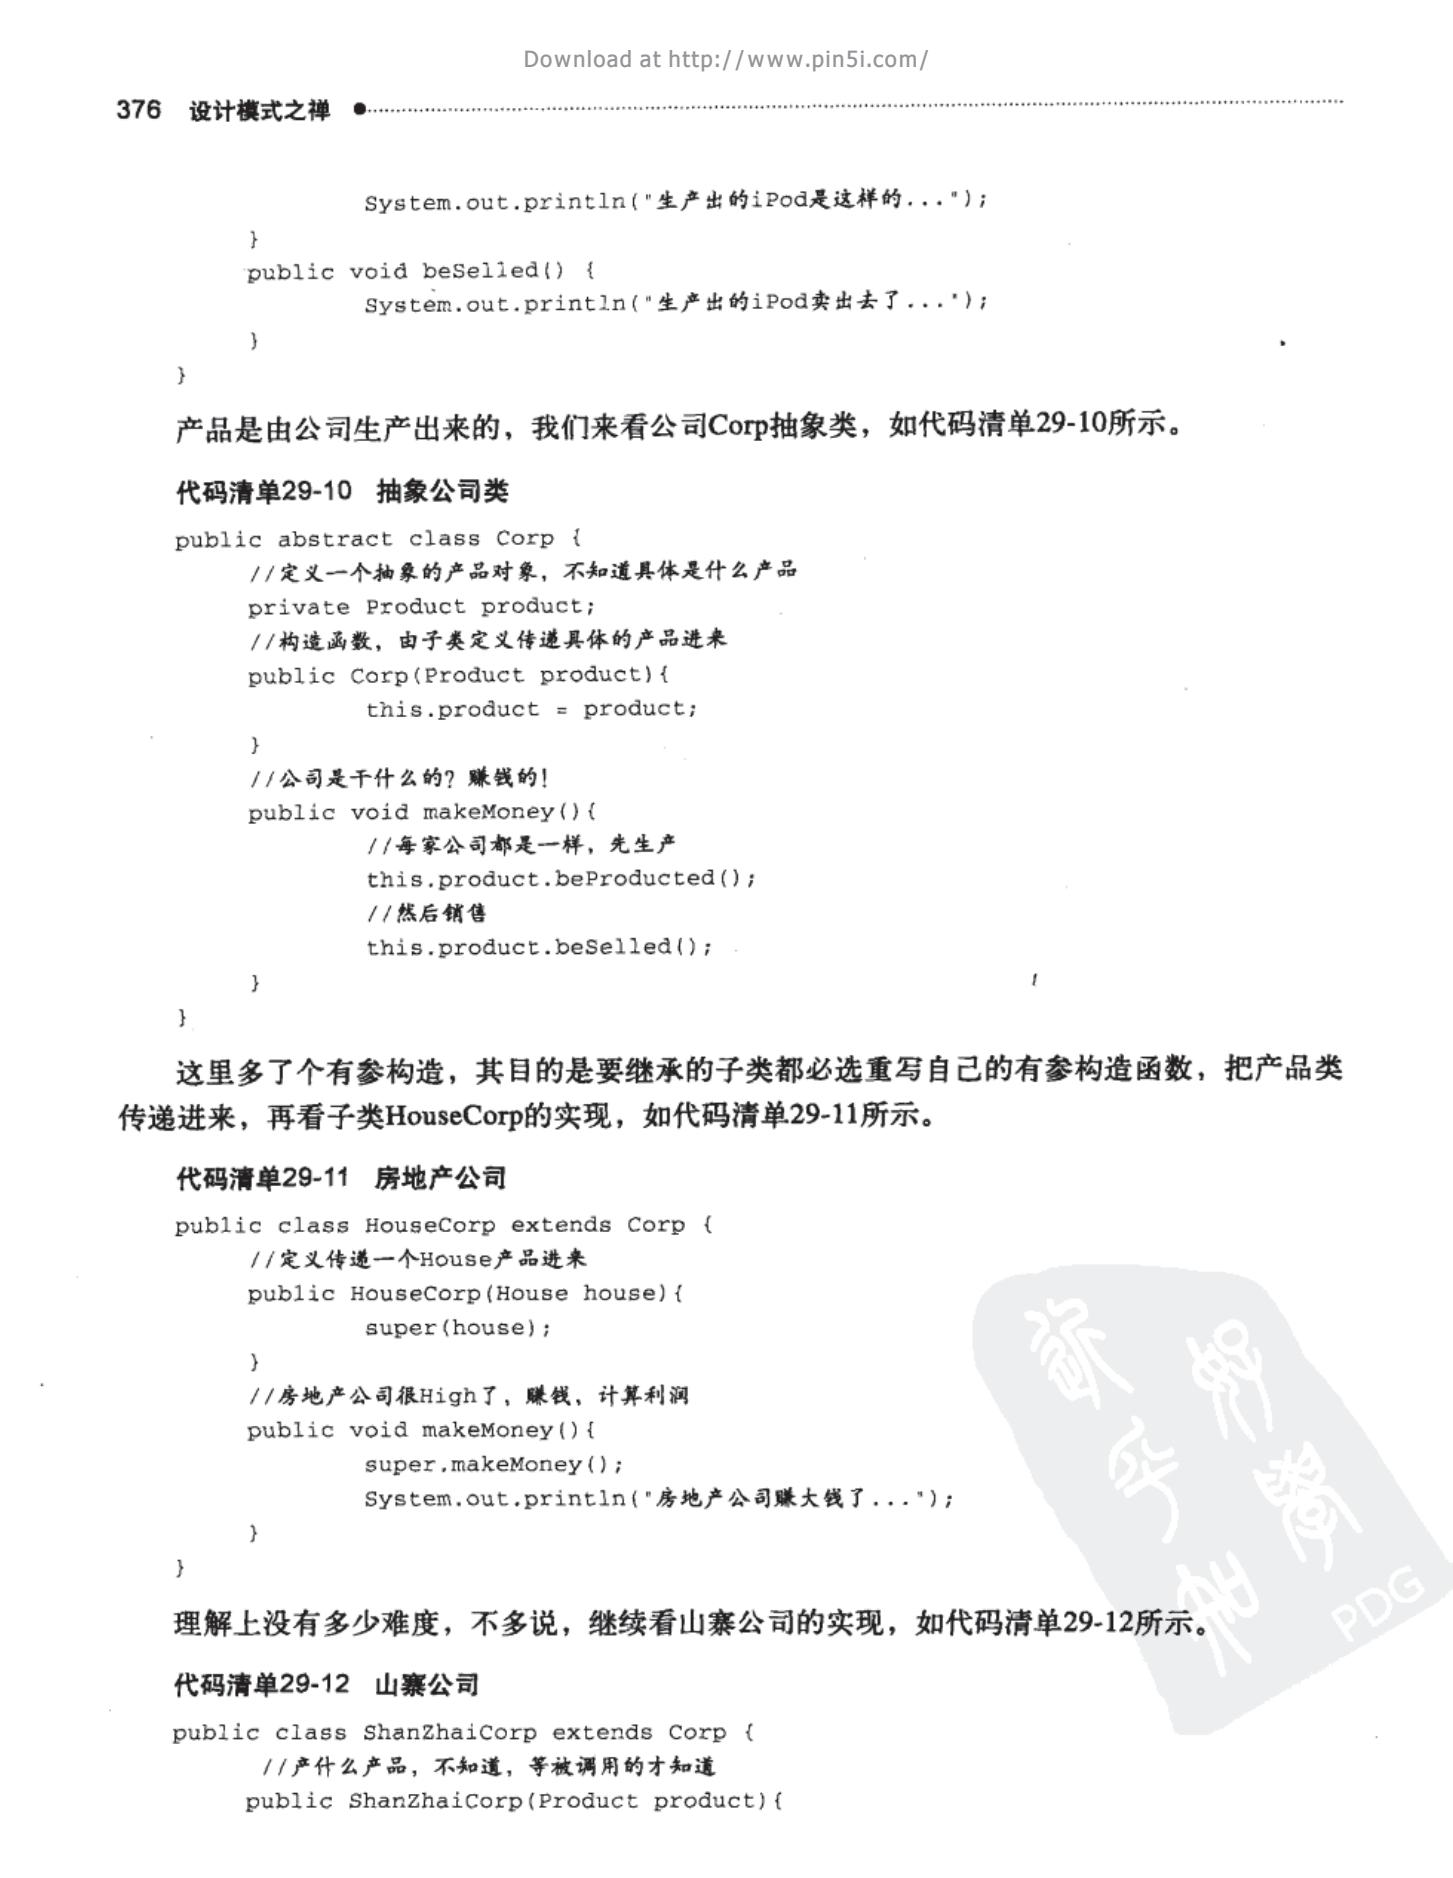 Download at http://www.pin5i.com/
376 设计模式之禅
System.out.println("生产出的iPod是这样的...");
}
public void beSelled() {
System.out.println("生产出的iPod卖出去了...");
}
}
产品是由公司生产出来的，我们来看公司Corp抽象类，如代码清单29-10所示。
代码清单29-10 抽象公司类
public abstract class Corp {
//定义一个抽象的产品对象，不知道具体是什么产品
private Product product;
//构造函数，由子类定义传递具体的产品进来
public Corp(Product product){
this.product = product;
}
//公司是干什么的？赚钱的！
public void makeMoney(){
//每家公司都是一样，先生产
this.product.beProducted();
//然后销售
this.product.beSelled();
}
}
这里多了个有参构造，其目的是要继承的子类都必选重写自己的有参构造函数，把产品类
传递进来，再看子类HouseCorp的实现，如代码清单29-11所示。
代码清单29-11 房地产公司
public class HouseCorp extends Corp {
//定义传递一个House产品进来
public HouseCorp(House house){
super(house);
}
//房地产公司很High了，赚钱，计算利润
public void makeMoney(){
super.makeMoney();
System.out.println("房地产公司赚大钱了...");
}
}
理解上没有多少难度，不多说，继续看山寨公司的实现，如代码清单29-12所示。
代码清单29-12 山寨公司
public class ShanZhaiCorp extends Corp {
//产什么产品，不知道，等被调用的才知道
public ShanZhaiCorp(Product product){
PDG